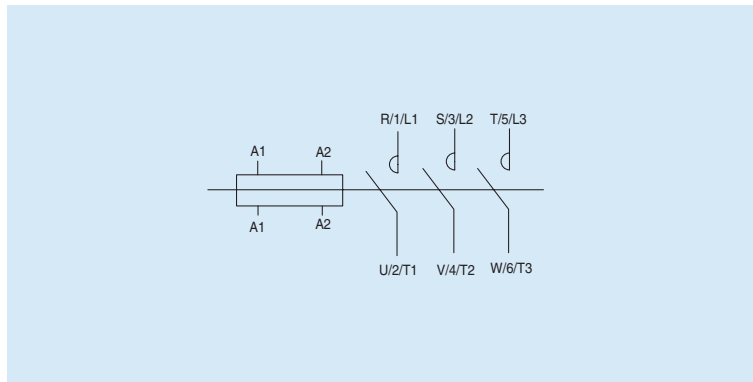 R/1/L1 S/3/L2 T/5/L3
A1 A2
A1 A2
U/2/T1 V/4/T2 W/6/T3